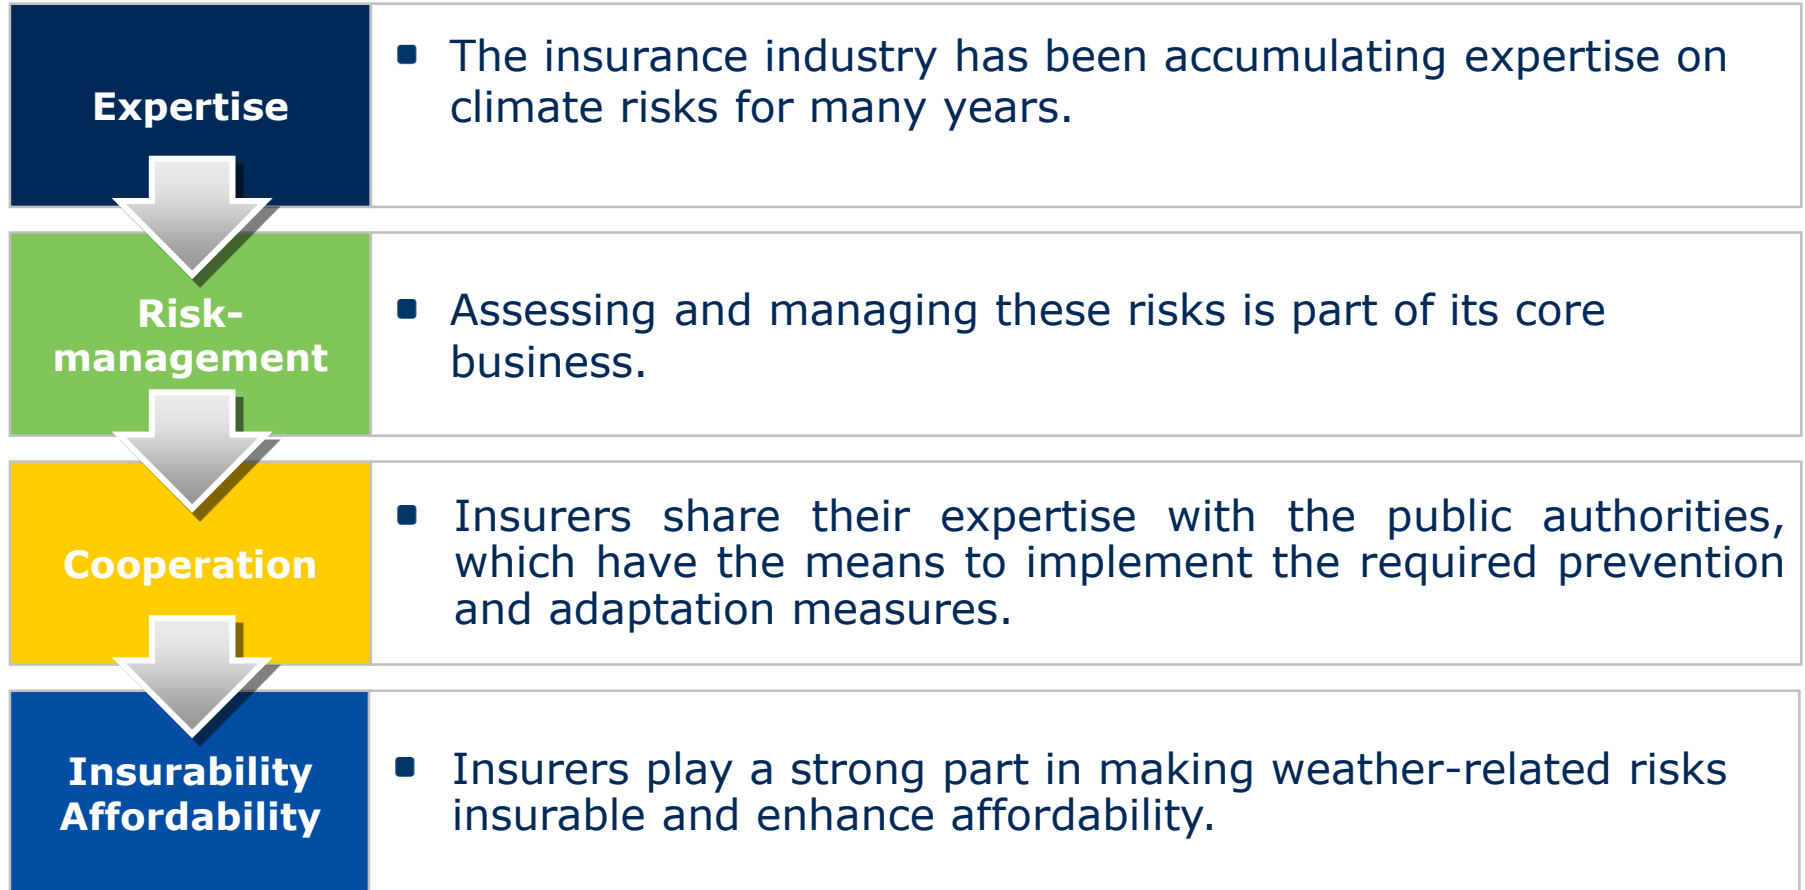 Expertise
▪ The insurance industry has been accumulating expertise on
climate risks for many years.
Risk-
management
▪ Assessing and managing these risks is part of its core
business.
Cooperation
▪ Insurers share their expertise with the public authorities,
which have the means to implement the required prevention
and adaptation measures.
Insurability
Affordability
▪ Insurers play a strong part in making weather-related risks
insurable and enhance affordability.